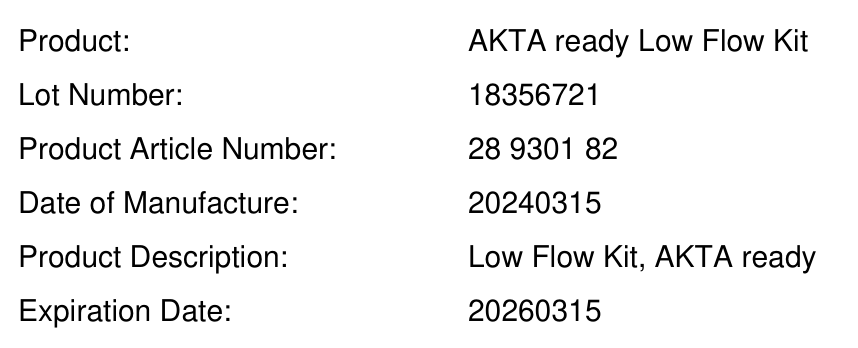 Product: AKTA ready Low Flow Kit
Lot Number: 18356721
Product Article Number: 28 9301 82
Date of Manufacture: 20240315
Product Description: Low Flow Kit, AKTA ready
Expiration Date: 20260315